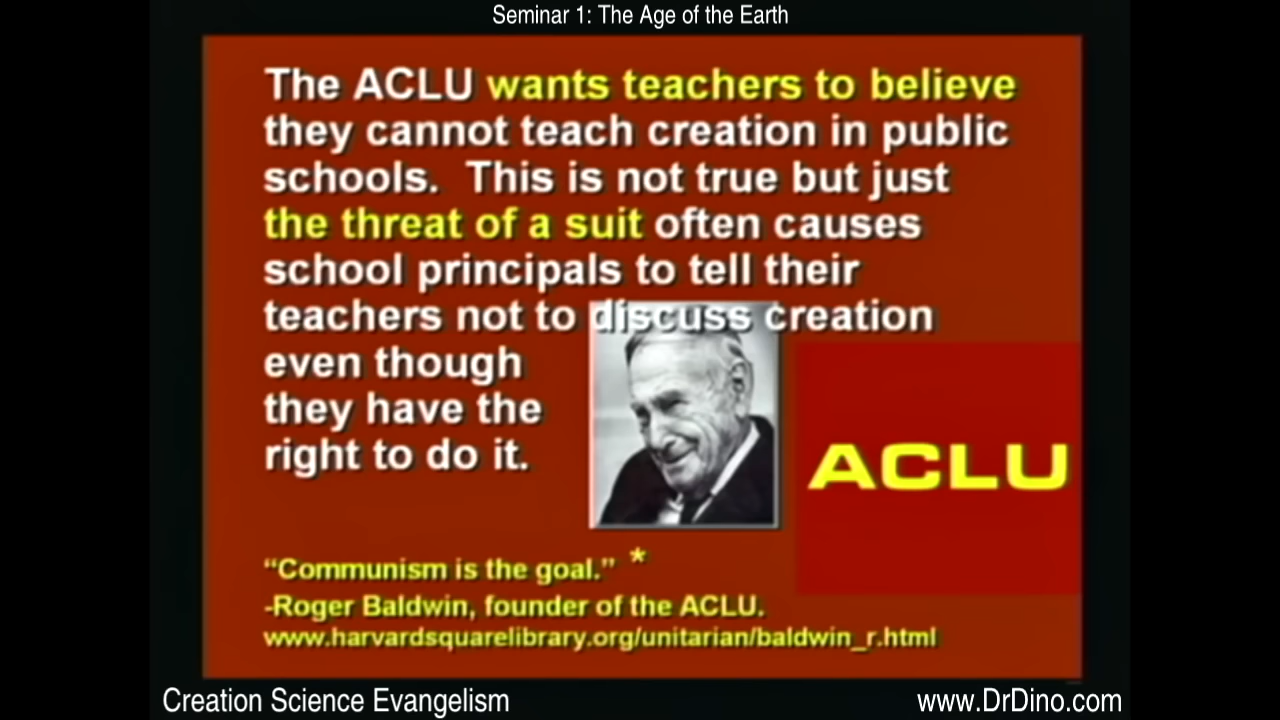 Seminar 1: The Age of the Earth
The ACLU wants teachers to believe
they cannot teach creation in public
schools. This is not true but just
the threat of a suit often causes
school principals to tell their
teachers not to discuss creation
even though
they have the
right to do it.
ACLU
“Communism is the goal.” *
-Roger Baldwin, founder of the ACLU.
www.harvardsquarelibrary.org/unitarian/baldwin_r.html
Creation Science Evangelism
www.DrDino.com